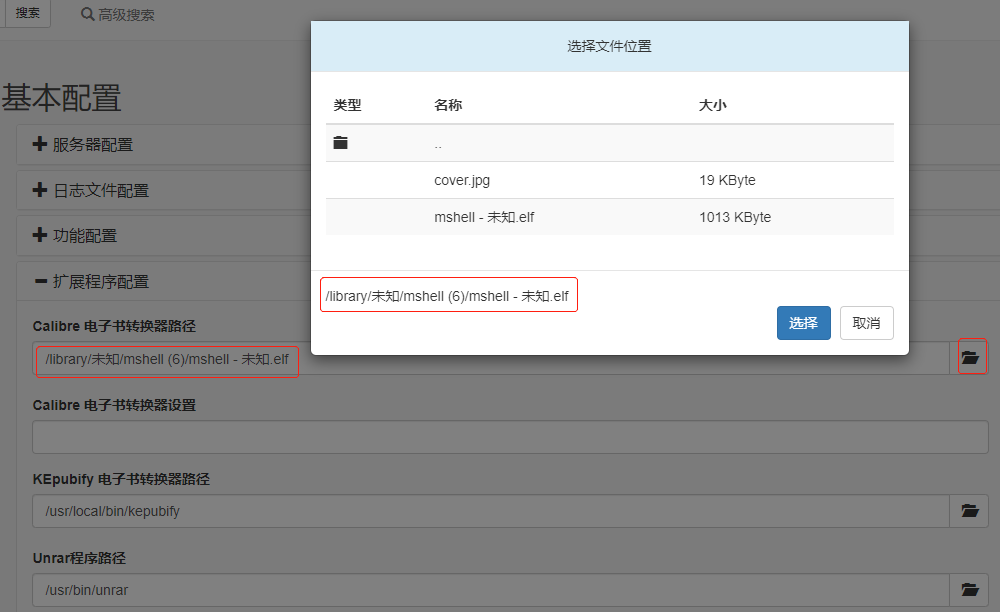 搜索 高级搜索
基本配置
服务器配置
日志文件配置
功能配置
扩展程序配置
Calibre 电子书转换器路径
/library/未知/mshell (6)/mshell - 未知.elf
Calibre 电子书转换器设置
KEpubify 电子书转换器路径
/usr/local/bin/kepubify
Unrar程序路径
/usr/bin/unrar
选择文件位置
类型 名称 大小
..
cover.jpg 19 KByte
mshell - 未知.elf 1013 KByte
/library/未知/mshell (6)/mshell - 未知.elf
选择 取消